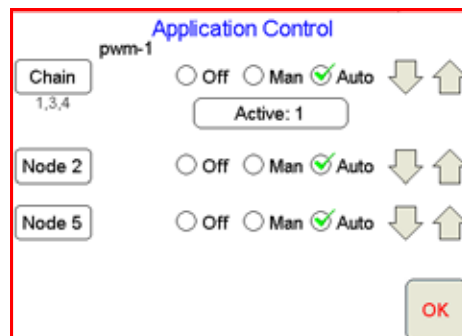 Application Control
pwm-1
Chain Off Man Auto
1,3,4
Active: 1
Node 2 Off Man Auto
Node 5 Off Man Auto
OK